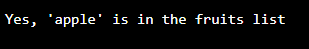 Yes, 'apple' is in the fruits list